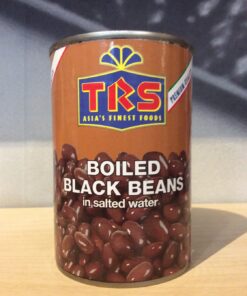 TRS
ASIA'S FINEST FOODS
BOILED
BLACK BEANS
in salted water